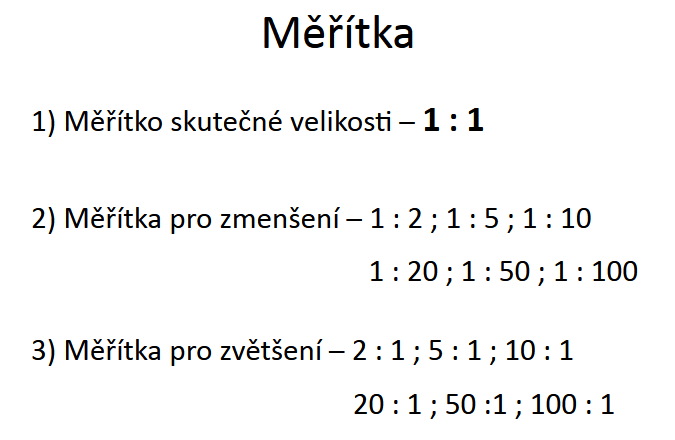 Měřítka
1) Měřítko skutečné velikosti – 1 : 1
2) Měřítka pro zmenšení – 1 : 2 ; 1 : 5 ; 1 : 10
1 : 20 ; 1 : 50 ; 1 : 100
3) Měřítka pro zvětšení – 2 : 1 ; 5 : 1 ; 10 : 1
20 : 1 ; 50 :1 ; 100 : 1